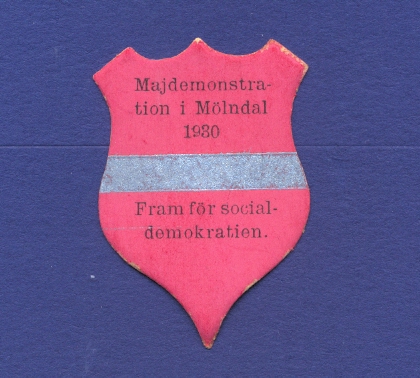 Majdemonstra-
tion i Mölndal
1930
Fram för social-
demokratien.